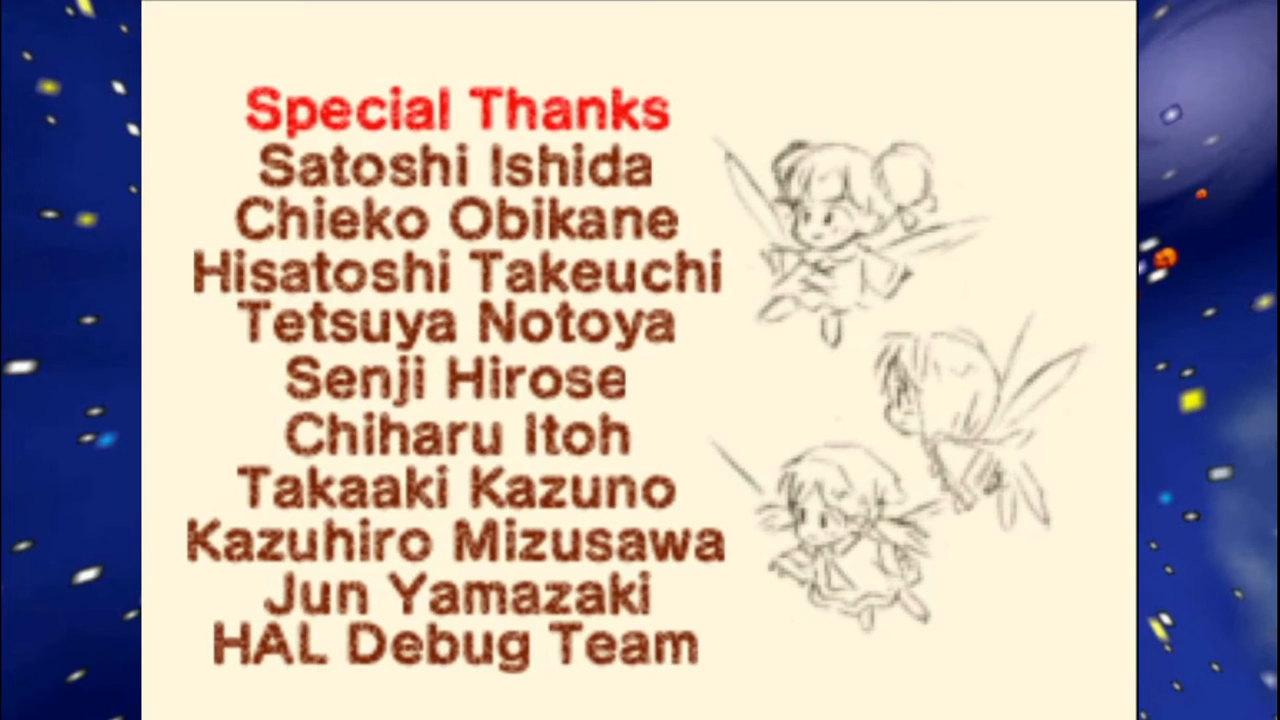 Special Thanks
Satoshi Ishida
Chieko Obikane
Hisatoshi Takeuchi
Tetsuya Notoya
Senji Hirose
Chiharu Itoh
Takaaki Kazuno
Kazuhiro Mizusawa
Jun Yamazaki
HAL Debug Team